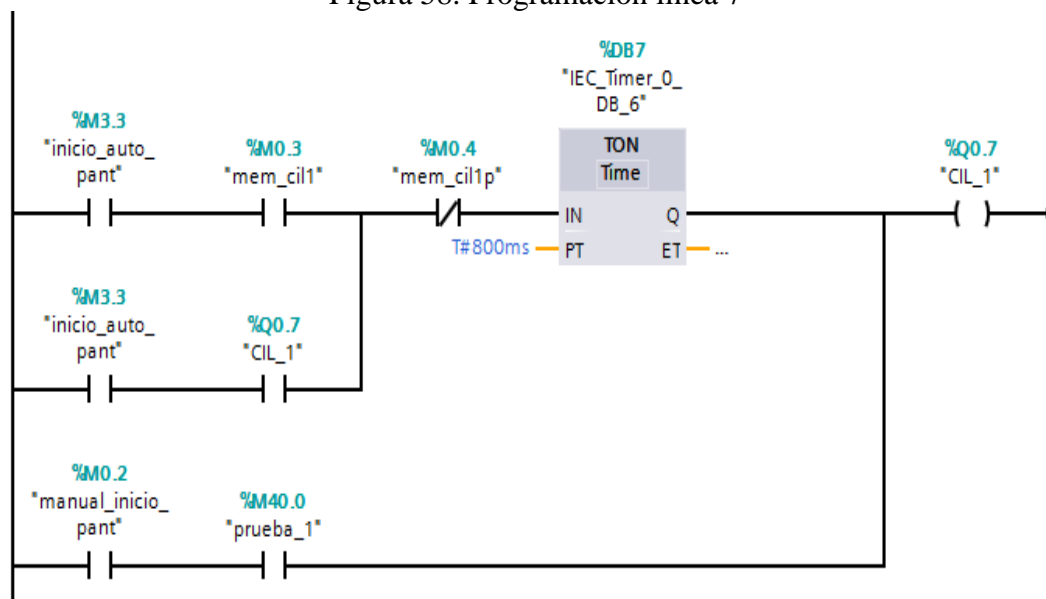 Figura 38. Programación línea 7
%DB7
"IEC_Timer_0_
DB_6"
%M3.3
"inicio_auto_
pant"
%M0.3
"mem_cil1"
%M0.4
"mem_cil1p"
TON
Time
IN
Q
T#800ms
PT
ET
...
%Q0.7
"CIL_1"
%M3.3
"inicio_auto_
pant"
%Q0.7
"CIL_1"
%M0.2
"manual_inicio_
pant"
%M40.0
"prueba_1"